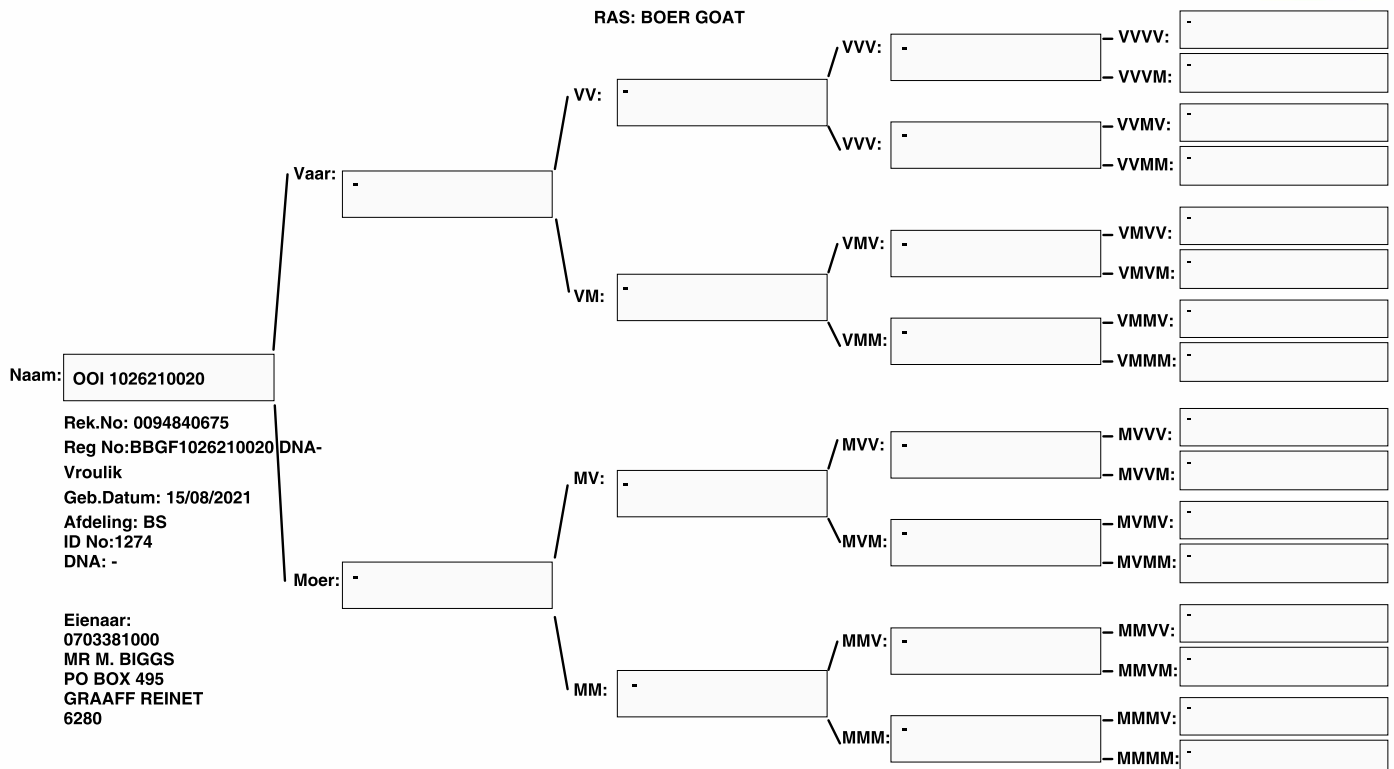 RAS: BOER GOAT
Naam: OOI 1026210020
Rek.No: 0094840675
Reg No:BBGF1026210020 DNA-
Vroulik
Geb.Datum: 15/08/2021
Afdeling: BS
ID No:1274
DNA: -
Eienaar:
0703381000
MR M. BIGGS
PO BOX 495
GRAAFF REINET
6280
Vaar: -
Moer: -
VV: -
VM: -
MV: -
MM: -
VVV: -
VVV: -
VMV: -
VMM: -
MVV: -
MVM: -
MMV: -
MMM: -
VVVV: -
VVVM: -
VVMV: -
VVMM: -
VMVV: -
VMVM: -
VMMV: -
VMMM: -
MVVV: -
MVVM: -
MVMV: -
MVMM: -
MMVV: -
MMVM: -
MMMV: -
MMMM: -